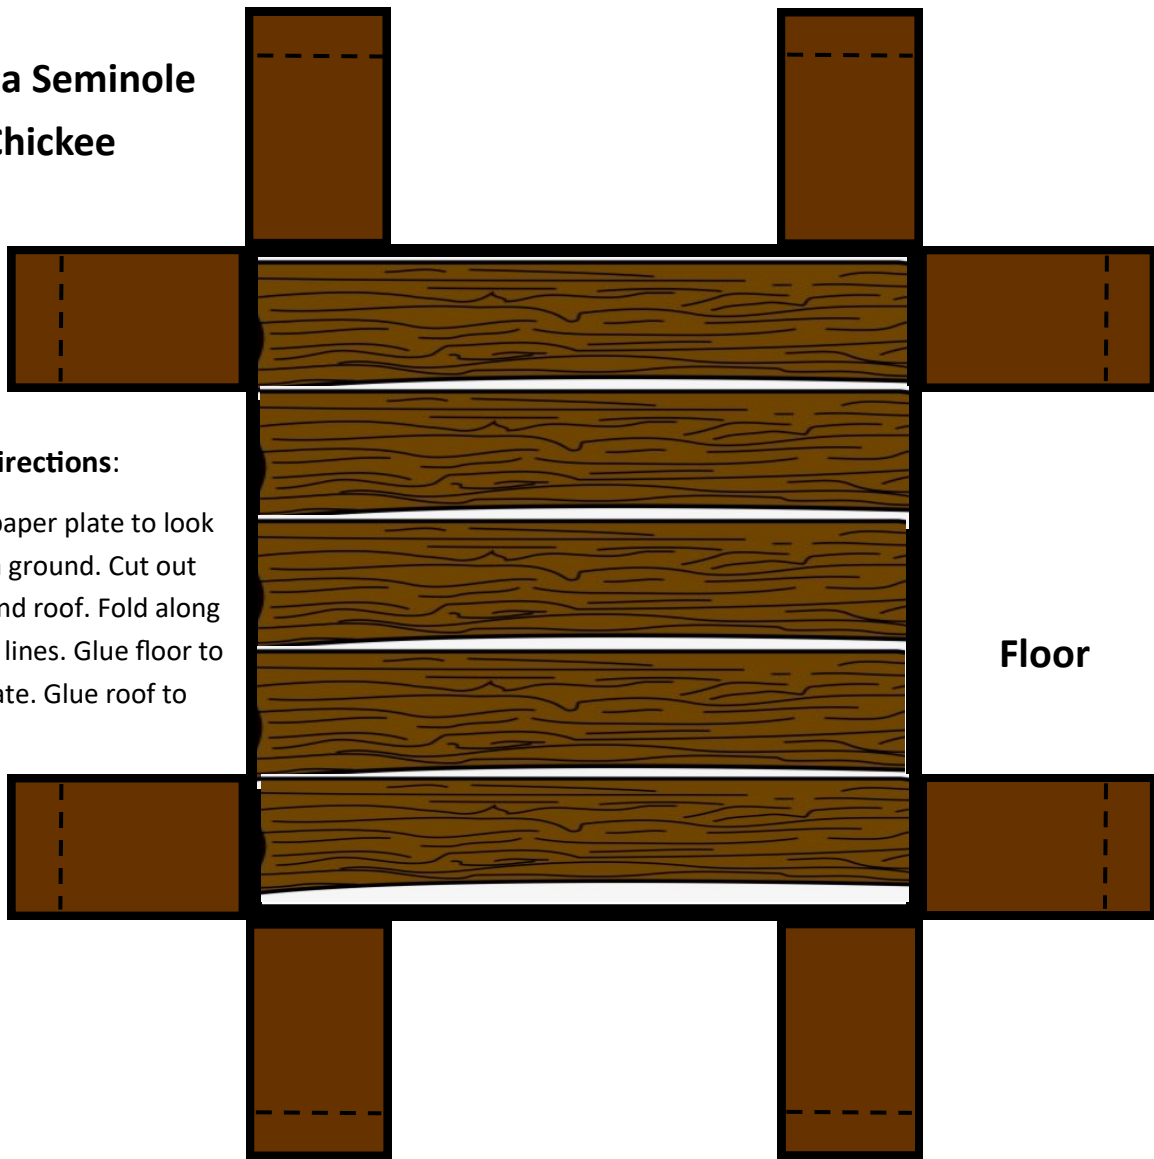 a Seminole
Chickee
irections:
paper plate to look
ground. Cut out
nd roof. Fold along
lines. Glue floor to
ate. Glue roof to
Floor